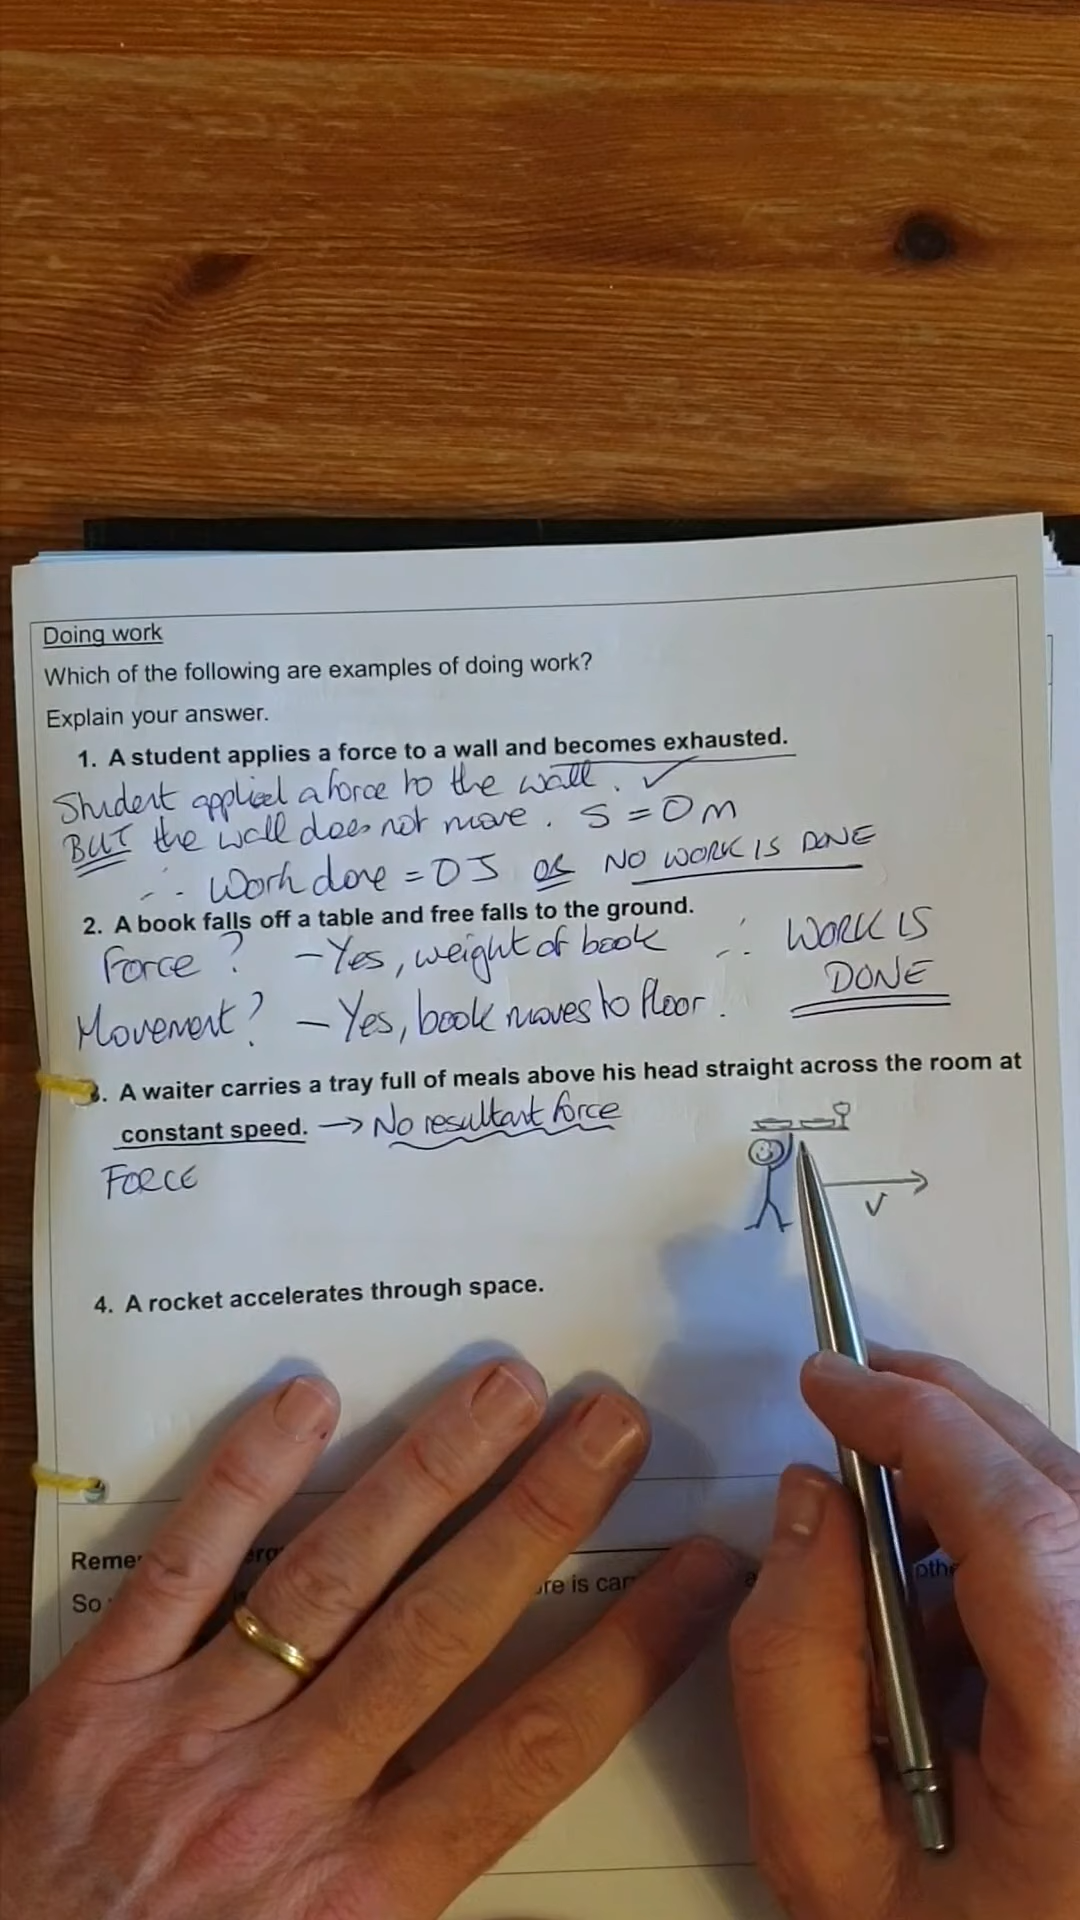 Doing work
Which of the following are examples of doing work?
Explain your answer.
1. A student applies a force to a wall and becomes exhausted.
Student applied a force to the wall. ✓
BUT the wall does not move. S = 0 m
∴ Work done = 0 J OR NO WORK IS DONE
2. A book falls off a table and free falls to the ground.
Force? – Yes, weight of book ∴ WORK IS
DONE
Movement? – Yes, book moves to floor.
3. A waiter carries a tray full of meals above his head straight across the room at
constant speed. → No resultant force
FORCE
V
4. A rocket accelerates through space.
Reme
So re is car